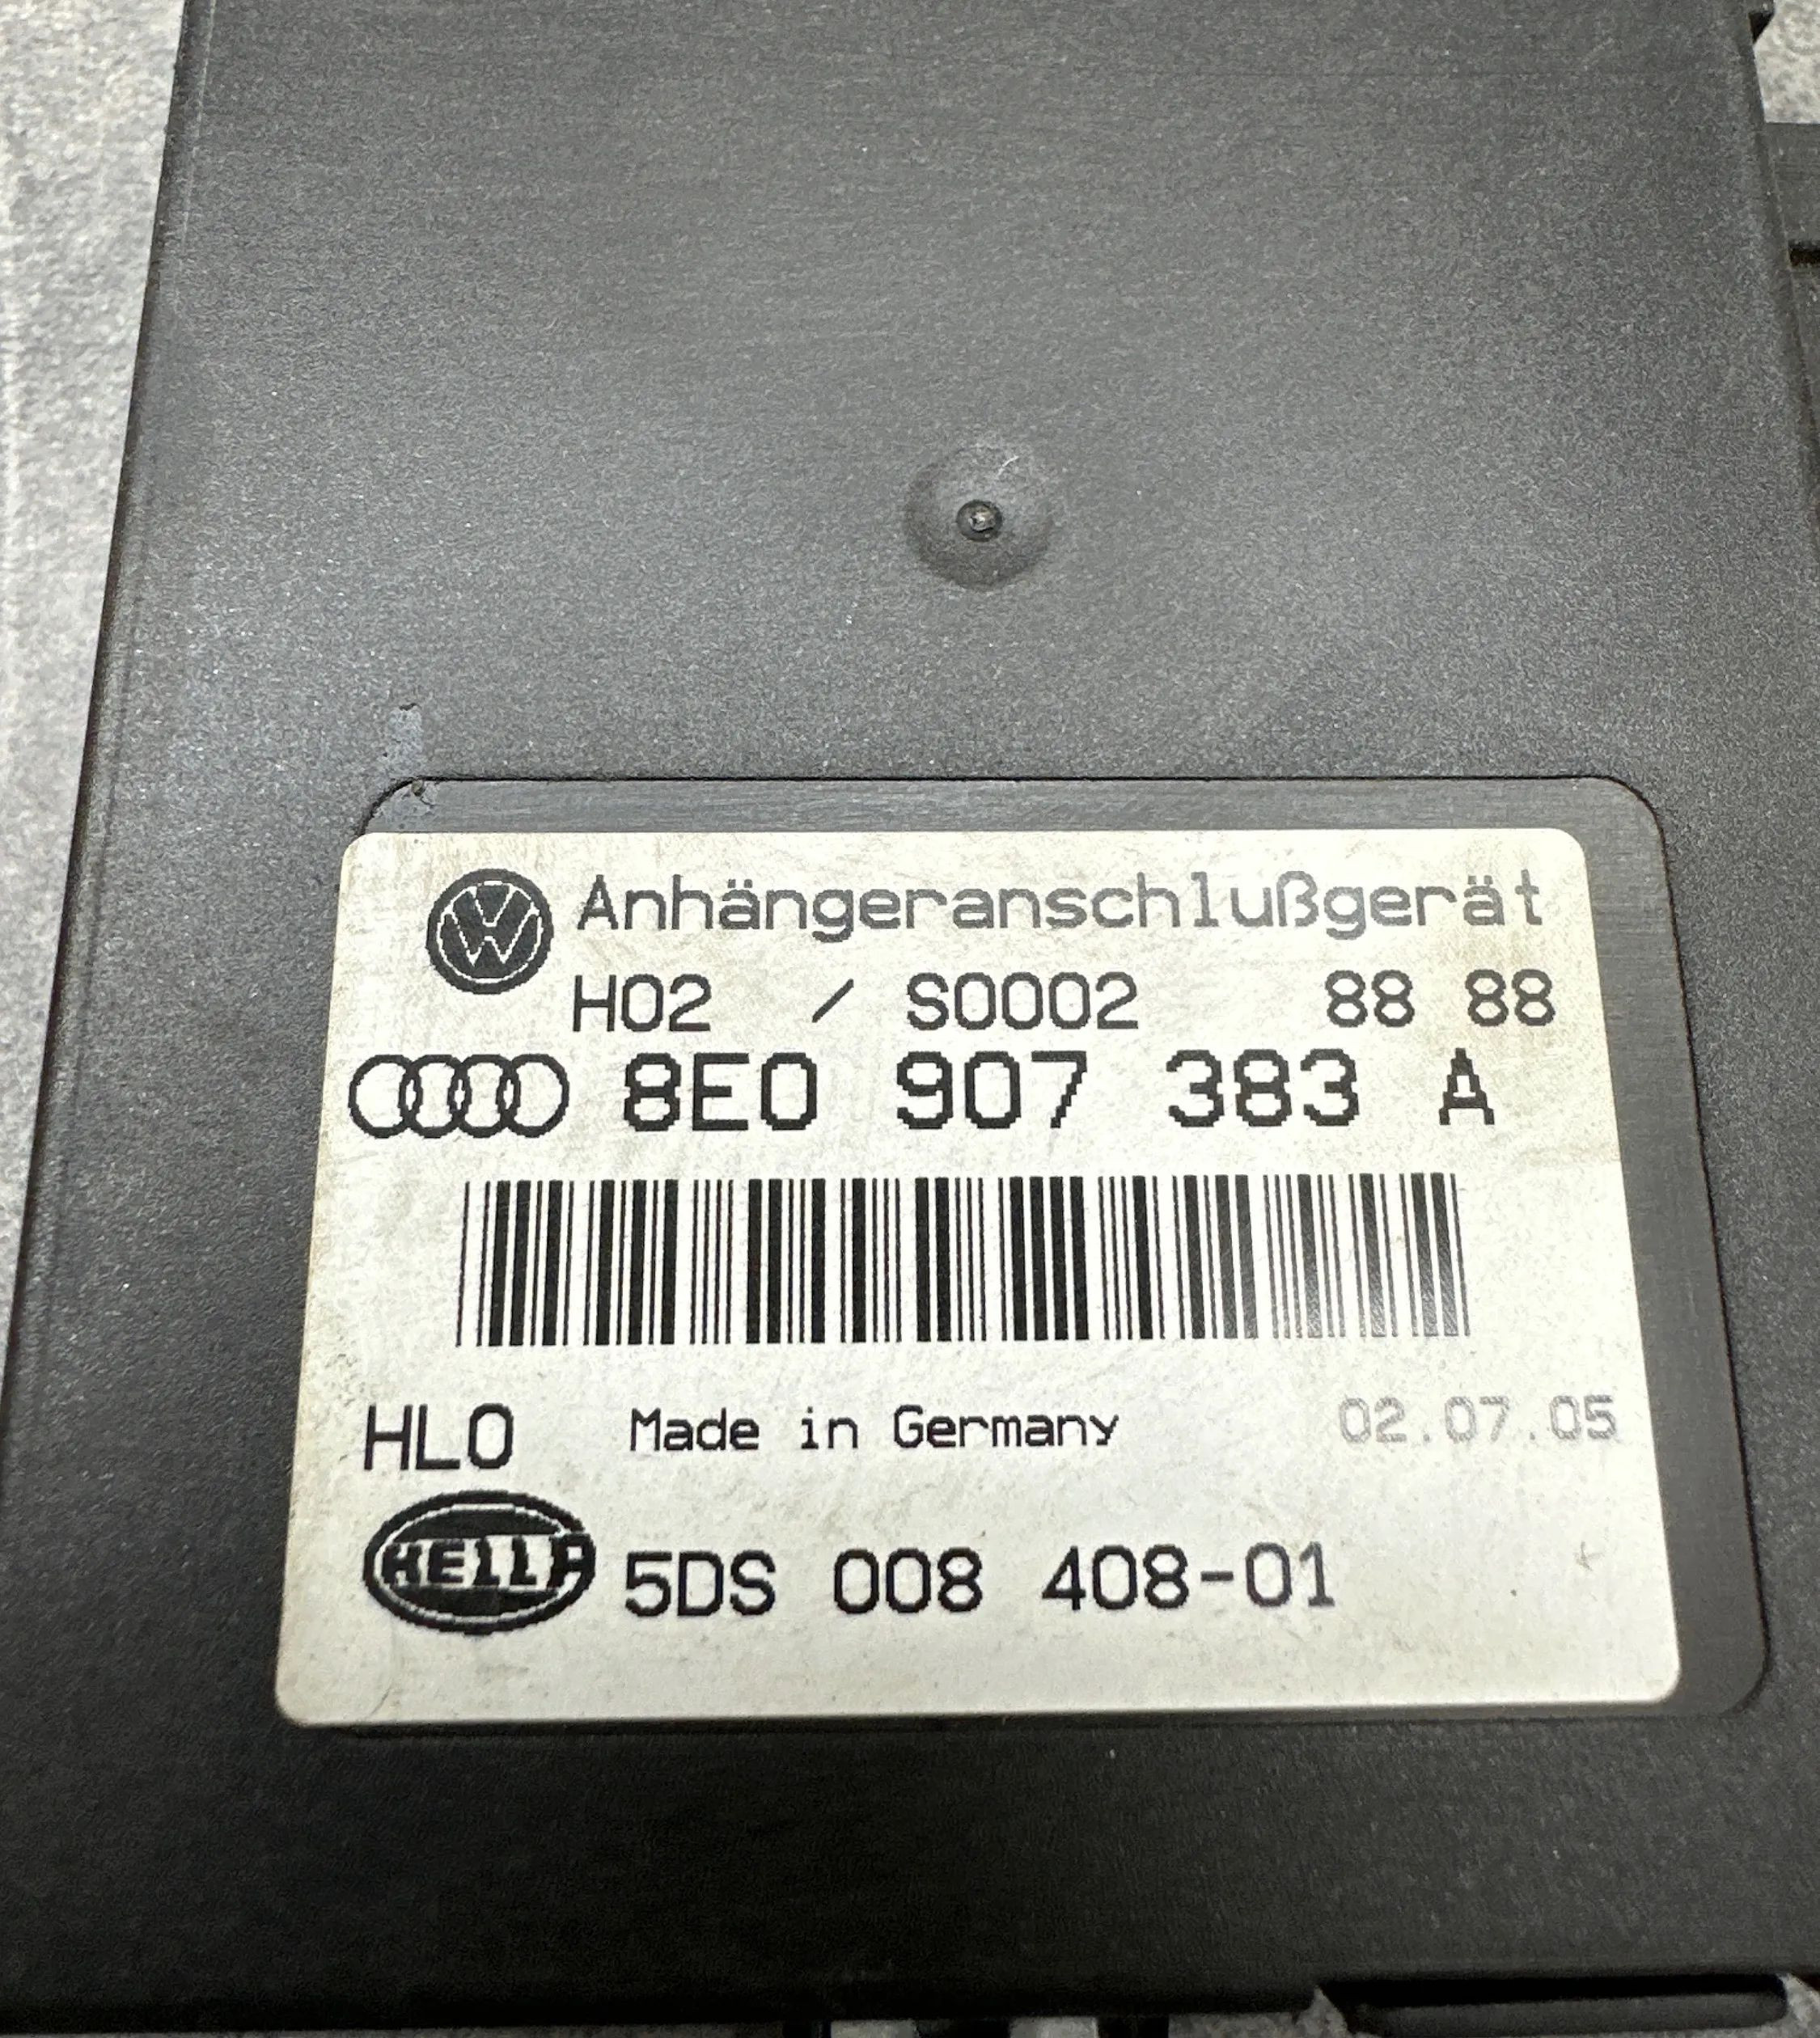 Anhängeranschlußgerät
H02 / S0002 88 88
8E0 907 383 A
HLO Made in Germany 02.07.05
HELLA 5DS 008 408-01